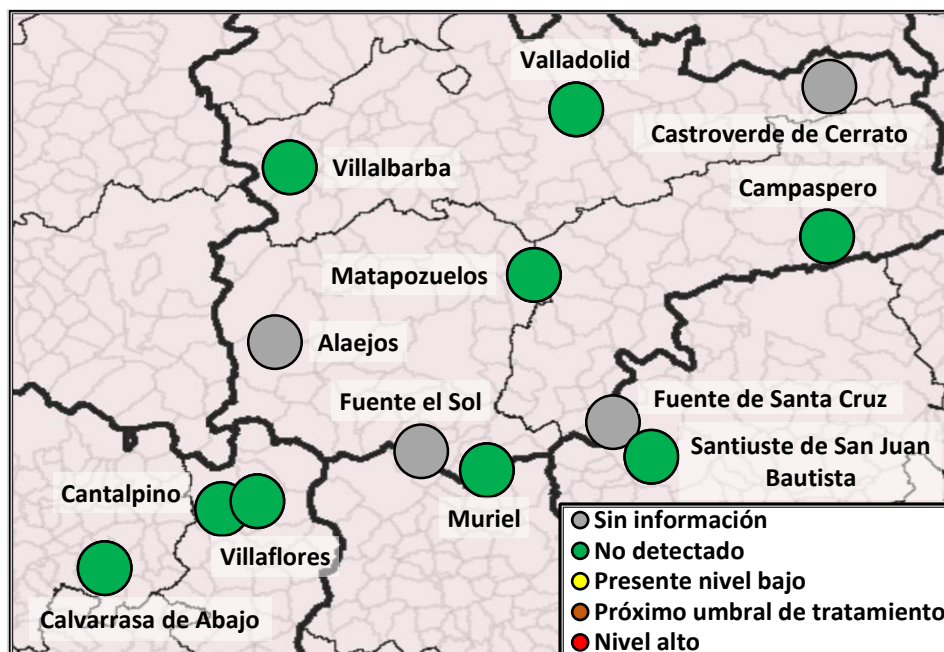 Valladolid
Castroverde de Cerrato
Villalbarba
Campaspero
Matapozuelos
Alaejos
Fuente el Sol
Fuente de Santa Cruz
Santiuste de San Juan
Bautista
Cantalpino
Muriel
Villaflores
Calvarrasa de Abajo
Sin información
No detectado
Presente nivel bajo
Próximo umbral de tratamiento
Nivel alto